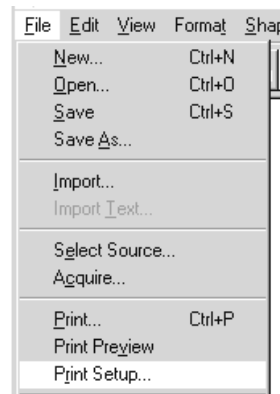 File Edit View Format Shap
New... Ctrl+N
Open... Ctrl+O
Save Ctrl+S
Save As...
Import...
Import Text...
Select Source...
Acquire...
Print... Ctrl+P
Print Preview
Print Setup...